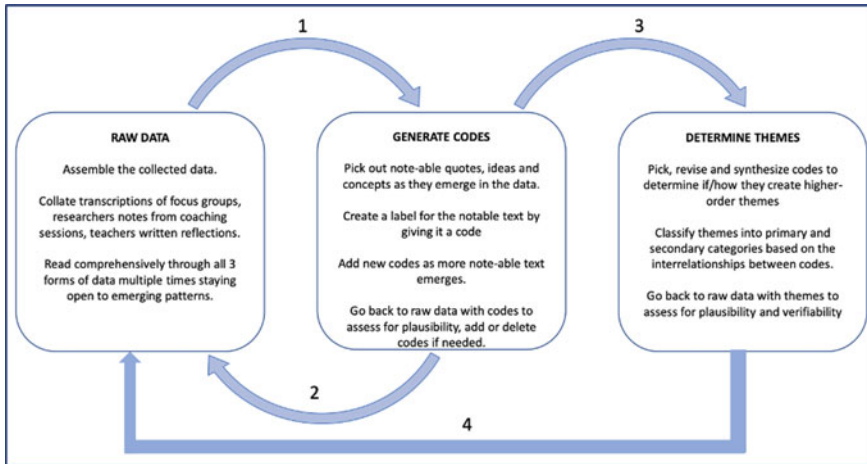 1
3
RAW DATA
Assemble the collected data.
Collate transcriptions of focus groups,
researchers notes from coaching
sessions, teachers written reflections.
Read comprehensively through all 3
forms of data multiple times staying
open to emerging patterns.
GENERATE CODES
Pick out note-able quotes, ideas and
concepts as they emerge in the data.
Create a label for the notable text by
giving it a code
Add new codes as more note-able text
emerges.
Go back to raw data with codes to
assess for plausibility, add or delete
codes if needed.
DETERMINE THEMES
Pick, revise and synthesize codes to
determine if/how they create higher-
order themes
Classify themes into primary and
secondary categories based on the
interrelationships between codes.
Go back to raw data with themes to
assess for plausibility and verifiability
2
4